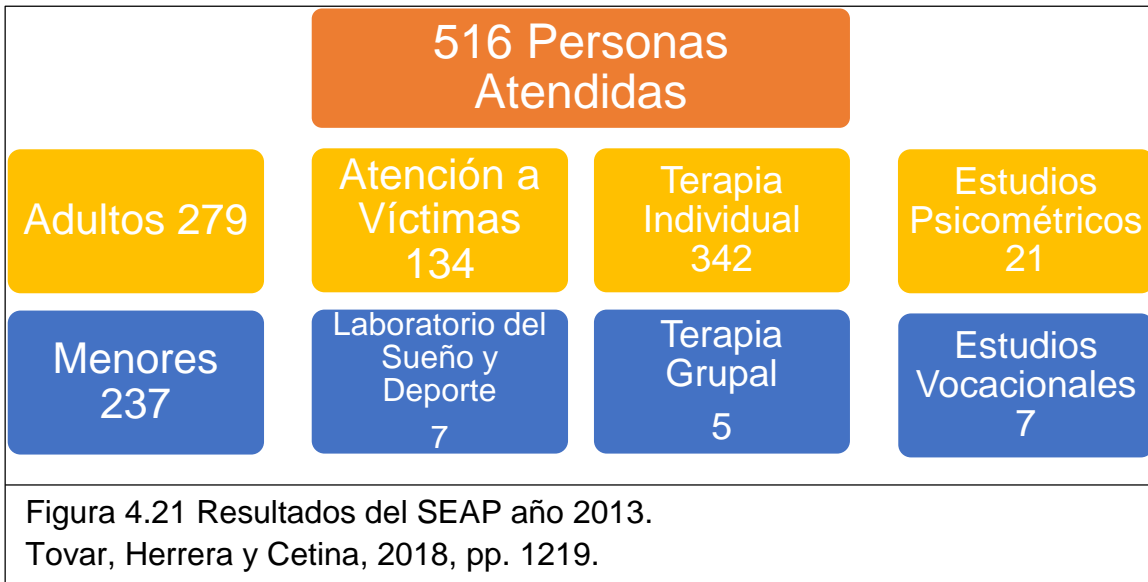 516 Personas
Atendidas
Adultos 279
Atención a
Víctimas
134
Terapia
Individual
342
Estudios
Psicométricos
21
Menores
237
Laboratorio del
Sueño y
Deporte
7
Terapia
Grupal
5
Estudios
Vocacionales
7
Figura 4.21 Resultados del SEAP año 2013.
Tovar, Herrera y Cetina, 2018, pp. 1219.